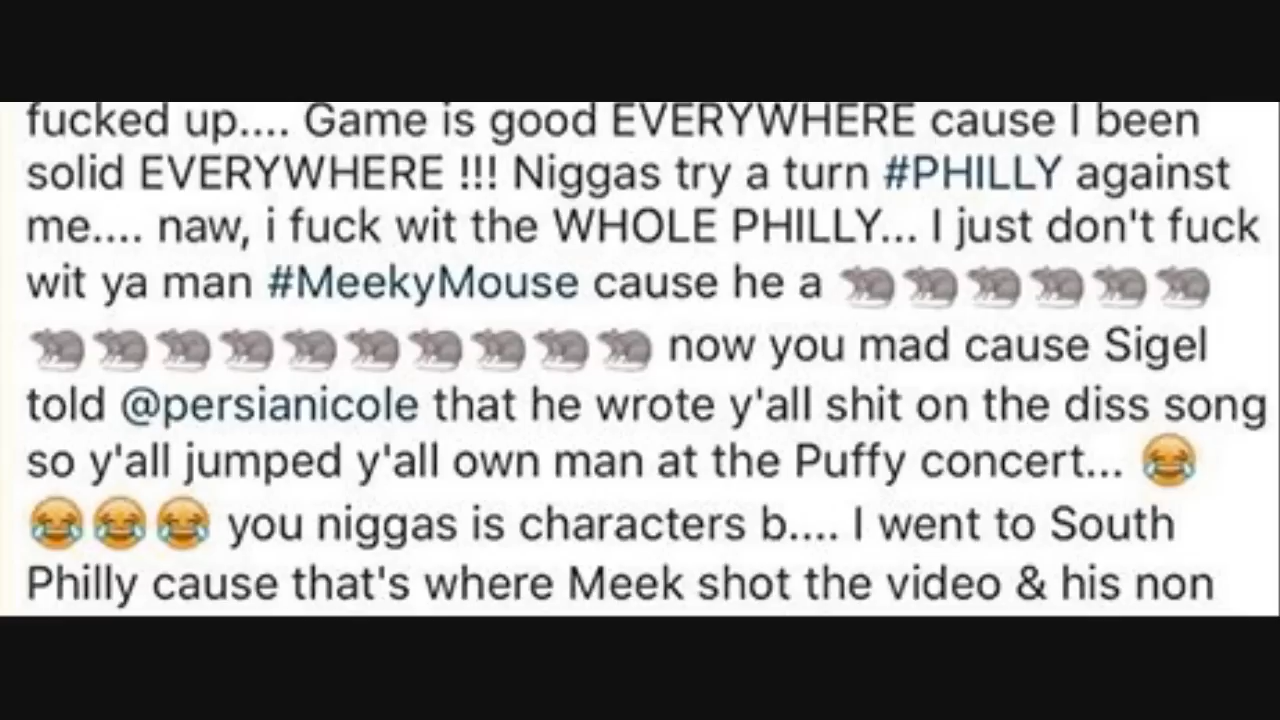 fucked up.... Game is good EVERYWHERE cause I been
solid EVERYWHERE !!! Niggas try a turn #PHILLY against
me.... naw, i fuck wit the WHOLE PHILLY... I just don't fuck
wit ya man #MeekyMouse cause he a 🐀🐀🐀🐀🐀🐀
🐀🐀🐀🐀🐀🐀🐀🐀🐀🐀 now you mad cause Sigel
told @persianicole that he wrote y'all shit on the diss song
so y'all jumped y'all own man at the Puffy concert... 😂
😂😂😂 you niggas is characters b.... I went to South
Philly cause that's where Meek shot the video & his non